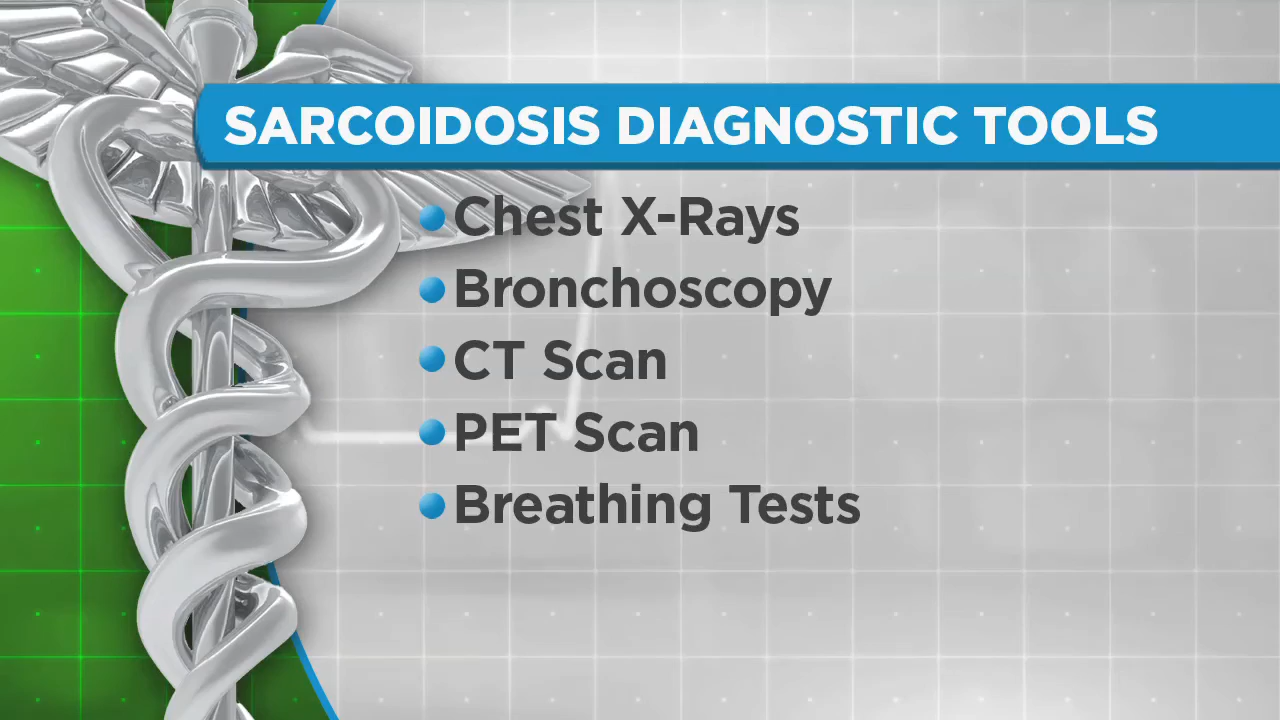 SARCOIDOSIS DIAGNOSTIC TOOLS
Chest X-Rays
Bronchoscopy
CT Scan
PET Scan
Breathing Tests